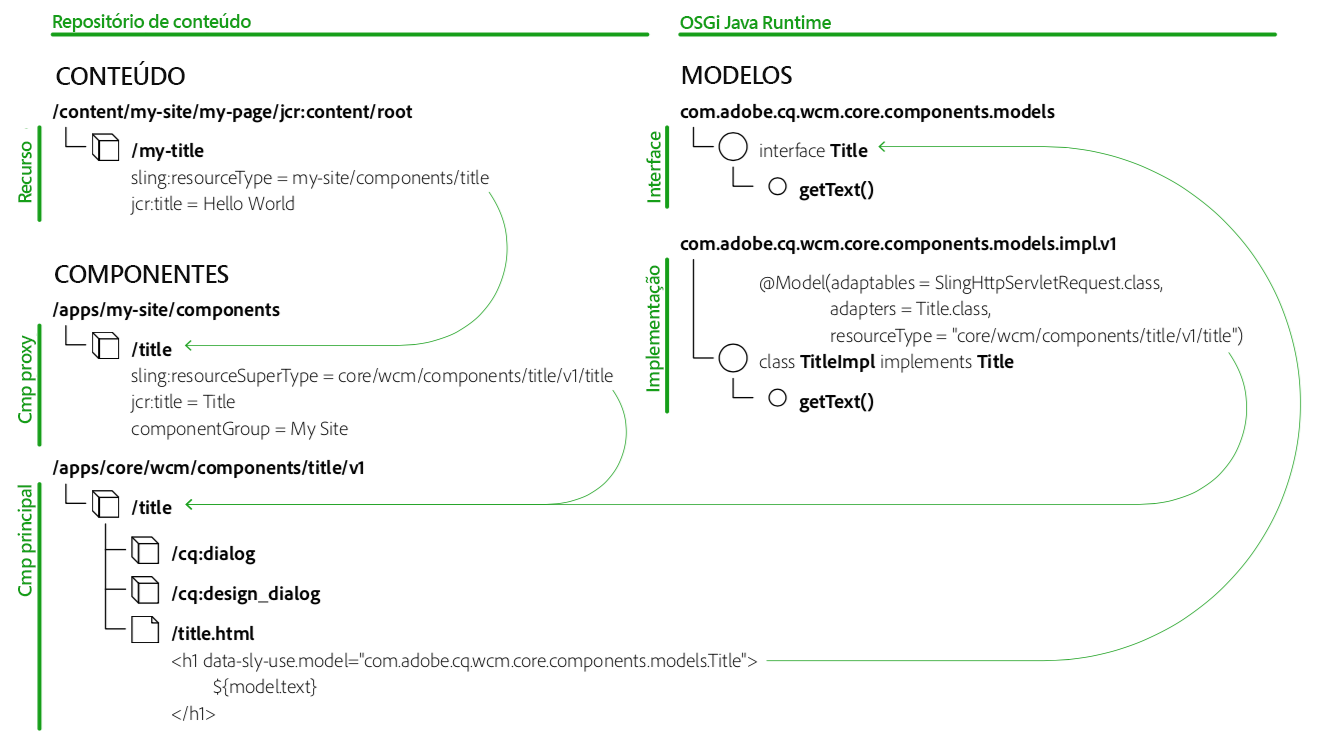 Repositório de conteúdo
CONTEÚDO
/content/my-site/my-page/jcr:content/root
Recurso
/my-title
sling:resourceType = my-site/components/title
jcr:title = Hello World
COMPONENTES
/apps/my-site/components
Cmp proxy
/title
sling:resourceSuperType = core/wcm/components/title/v1/title
jcr:title = Title
componentGroup = My Site
/apps/core/wcm/components/title/v1
Cmp principal
/title
/cq:dialog
/cq:design_dialog
/title.html
<h1 data-sly-use.model="com.adobe.cq.wcm.core.components.models.Title">
${model.text}
</h1>
OSGi Java Runtime
MODELOS
com.adobe.cq.wcm.core.components.models
Interface
interface Title
getText()
com.adobe.cq.wcm.core.components.models.impl.v1
Implementação
@Model(adaptables = SlingHttpServletRequest.class,
adapters = Title.class,
resourceType = "core/wcm/components/title/v1/title")
class TitleImpl implements Title
getText()